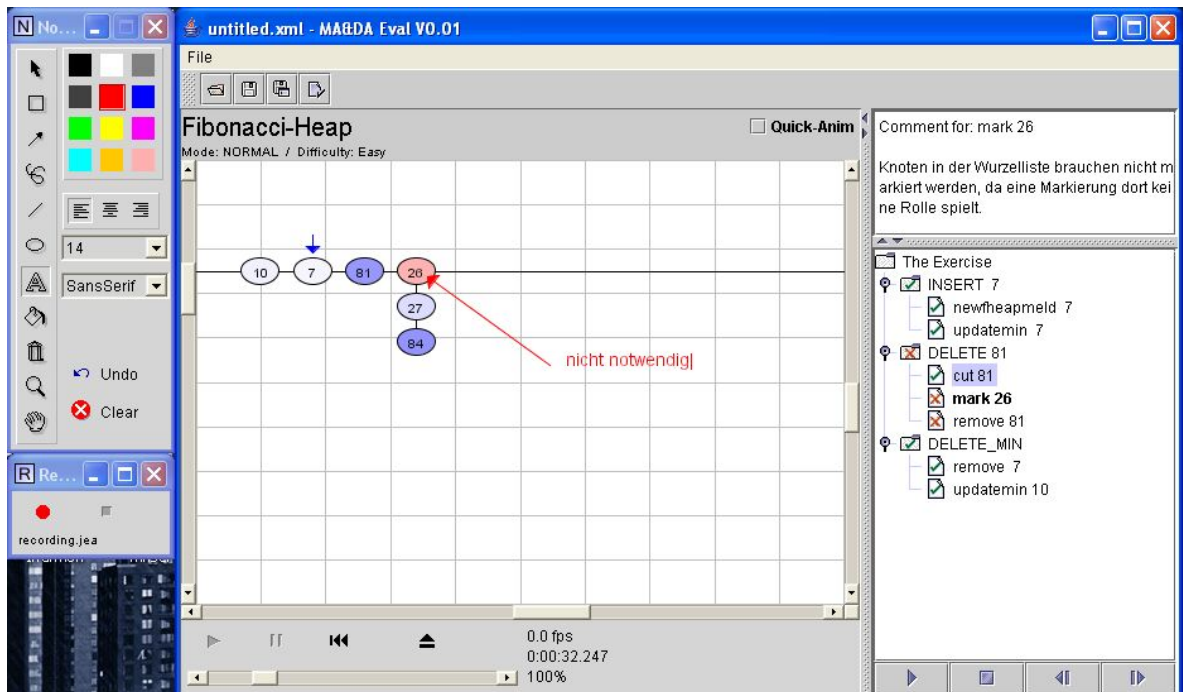 No...
untitled.xml - MA&DA Eval V0.01
File
Fibonacci-Heap
Quick-Anim
Mode: NORMAL / Difficulty: Easy
14
SansSerif
Undo
Clear
10
7
81
26
27
84
nicht notwendig
Comment for: mark 26
Knoten in der Wurzelliste brauchen nicht m
arkiert werden, da eine Markierung dort kei
ne Rolle spielt.
The Exercise
INSERT 7
newfheapmeld 7
updatemin 7
DELETE 81
cut 81
mark 26
remove 81
DELETE_MIN
remove 7
updatemin 10
Re...
recording.jea
0.0 fps
0:00:32.247
100%